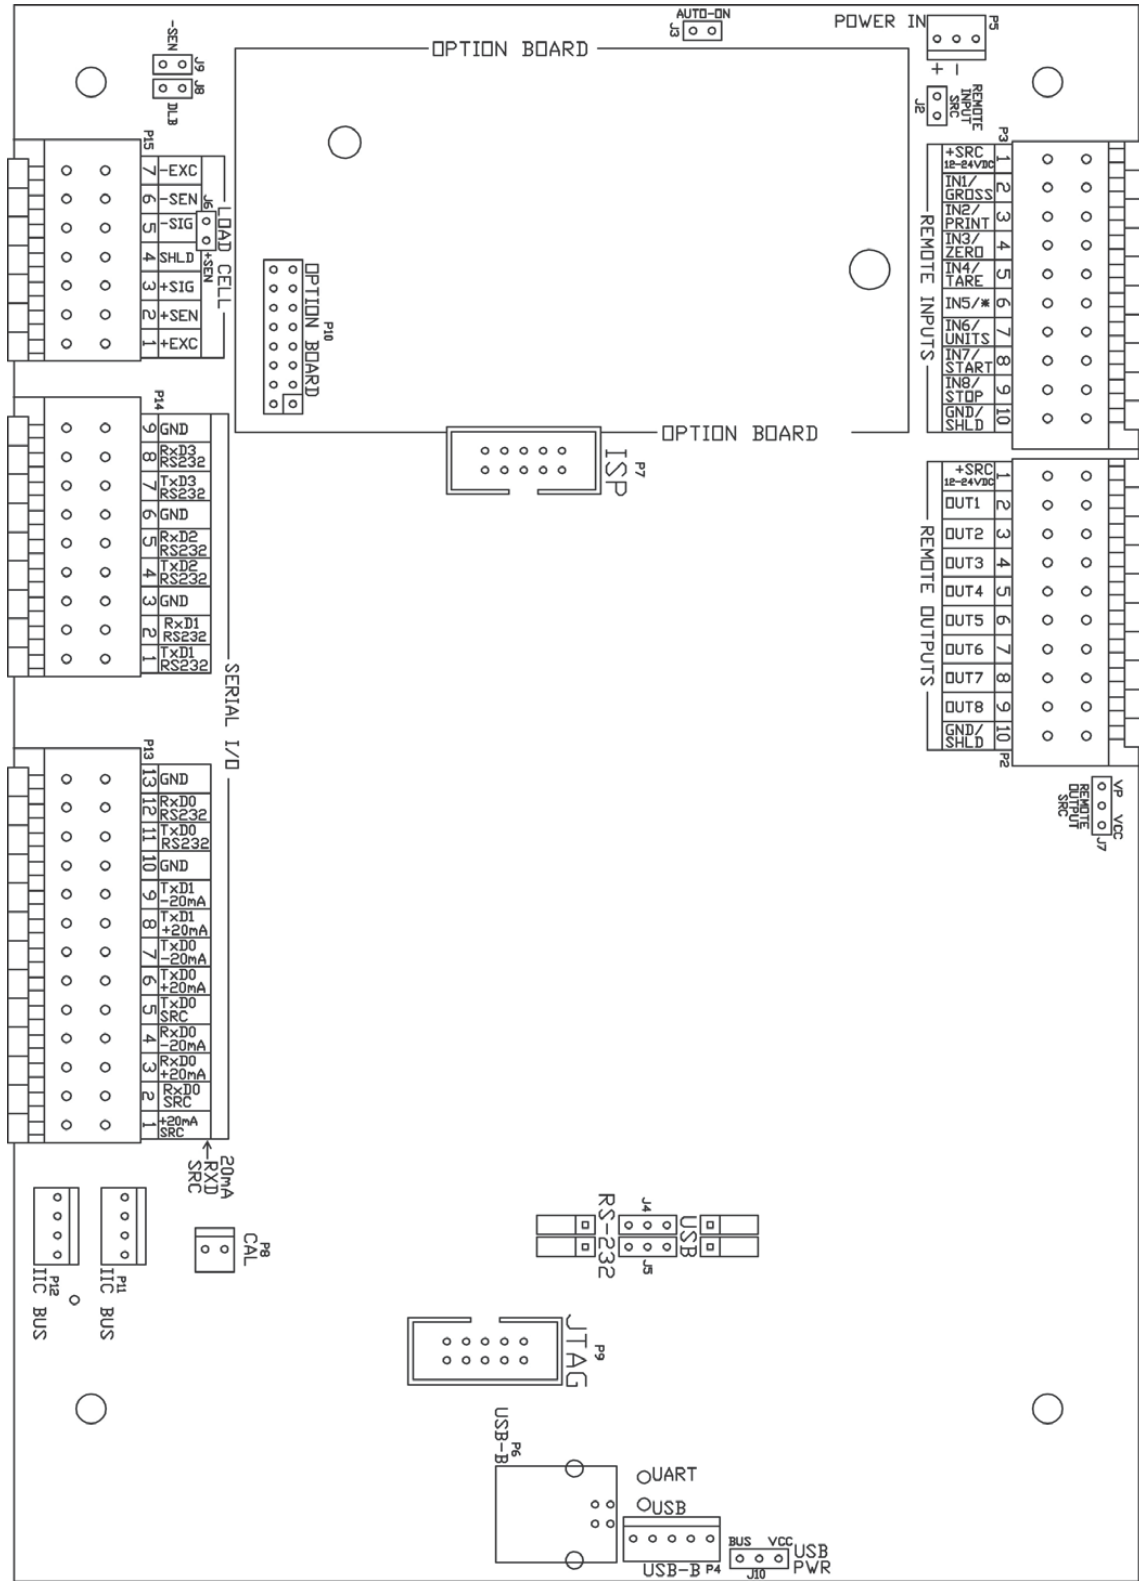 AUTO-ON
J3
POWER IN
P5
+ -
-SEN
J9
J8
DLB
OPTION BOARD
J2
REMOTE
INPUT
SRC
P15
7 -EXC
6 -SEN
5 -SIG
4 SHLD
3 +SIG
2 +SEN
1 +EXC
J6
+SEN
LOAD CELL
P10
OPTION BOARD
OPTION BOARD
P3
+SRC
12-24VDC 1
IN1/
GROSS 2
IN2/
PRINT 3
IN3/
ZERO 4
IN4/
TARE 5
IN5/* 6
IN6/
UNITS 7
IN7/
START 8
IN8/
STOP 9
GND/
SHLD 10
REMOTE INPUTS
P14
9 GND
8 RxD3
RS232
7 TxD3
RS232
6 GND
5 RxD2
RS232
4 TxD2
RS232
3 GND
2 RxD1
RS232
1 TxD1
RS232
SERIAL I/O
P7
ISP
+SRC
12-24VDC 1
OUT1 2
OUT2 3
OUT3 4
OUT4 5
OUT5 6
OUT6 7
OUT7 8
OUT8 9
GND/
SHLD 10
REMOTE OUTPUTS
P2
VP VCC
REMOTE
OUTPUT
SRC
J7
P13
13 GND
12 RxD0
RS232
11 TxD0
RS232
10 GND
9 TxD1
-20mA
8 TxD1
+20mA
7 TxD0
-20mA
6 TxD0
+20mA
5 TxD0
SRC
4 RxD0
-20mA
3 RxD0
+20mA
2 RxD0
SRC
1 +20mA
SRC
20mA
←RXD
SRC
P12
IIC BUS
P11
IIC BUS
P8
CAL
RS-232
J4
J5
USB
P9
JTAG
P6
USB-B
UART
USB
USB-B P4
BUS VCC
J10
USB
PWR